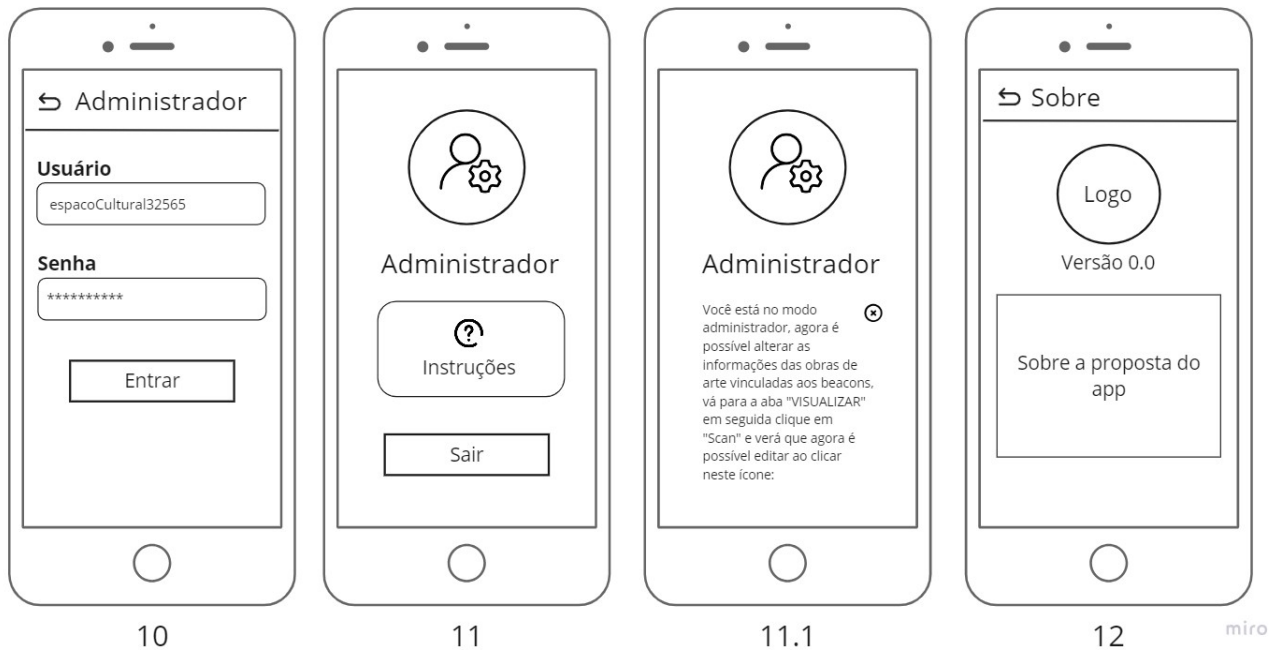 Administrador
Usuário
espacoCultural32565
Senha
**********
Entrar
10
Administrador
Instruções
Sair
11
Administrador
Você está no modo
administrador, agora é
possível alterar as
informações das obras de
arte vinculadas aos beacons,
vá para a aba "VISUALIZAR"
em seguida clique em
"Scan" e verá que agora é
possível editar ao clicar
neste ícone:
11.1
Sobre
Logo
Versão 0.0
Sobre a proposta do
app
12
miro